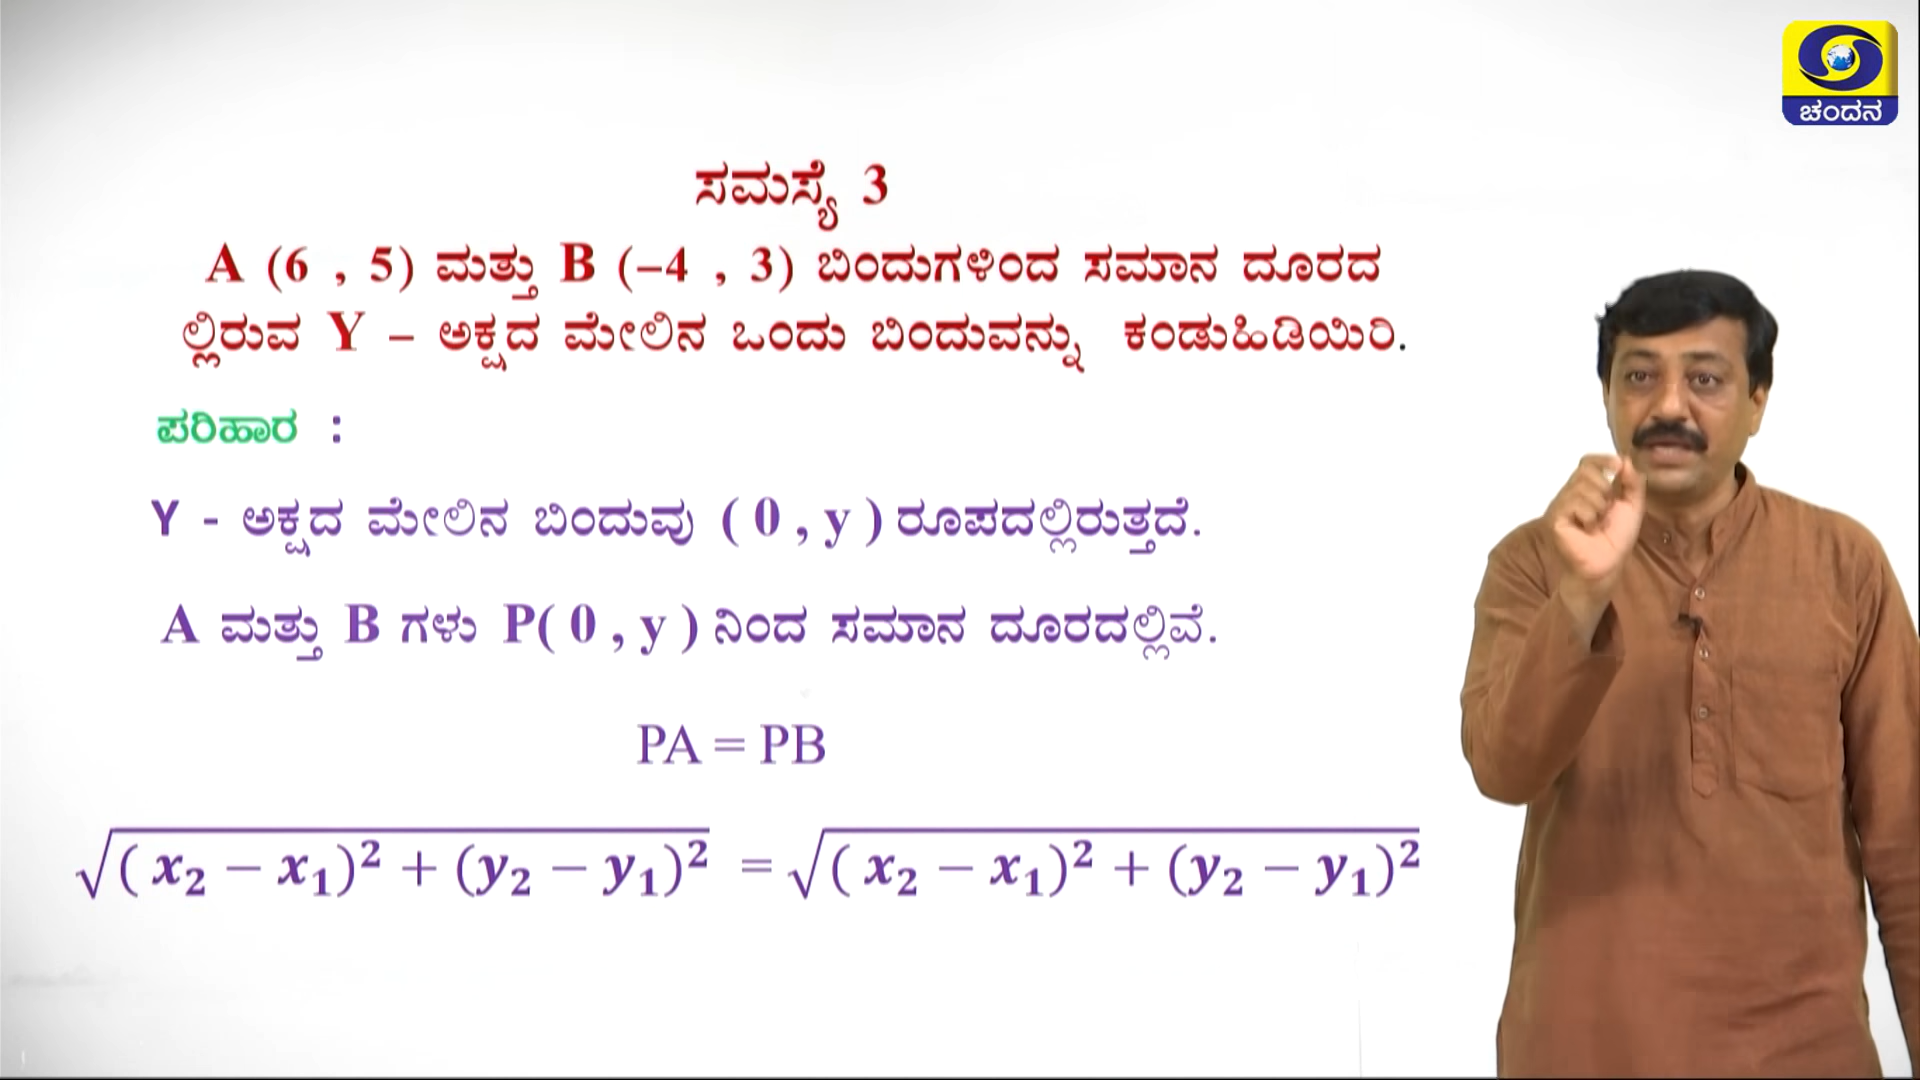 ಚಂದನ
ಸಮಸ್ಯೆ 3
A (6 , 5) ಮತ್ತು B (−4 , 3) ಬಿಂದುಗಳಿಂದ ಸಮಾನ ದೂರದ
ಲ್ಲಿರುವ Y – ಅಕ್ಷದ ಮೇಲಿನ ಒಂದು ಬಿಂದುವನ್ನು ಕಂಡುಹಿಡಿಯಿರಿ.
ಪರಿಹಾರ :
Y - ಅಕ್ಷದ ಮೇಲಿನ ಬಿಂದುವು ( 0 , y ) ರೂಪದಲ್ಲಿರುತ್ತದೆ.
A ಮತ್ತು B ಗಳು P( 0 , y ) ನಿಂದ ಸಮಾನ ದೂರದಲ್ಲಿವೆ.
PA = PB
√( x₂ − x₁)² + (y₂ − y₁)² = √( x₂ − x₁)² + (y₂ − y₁)²